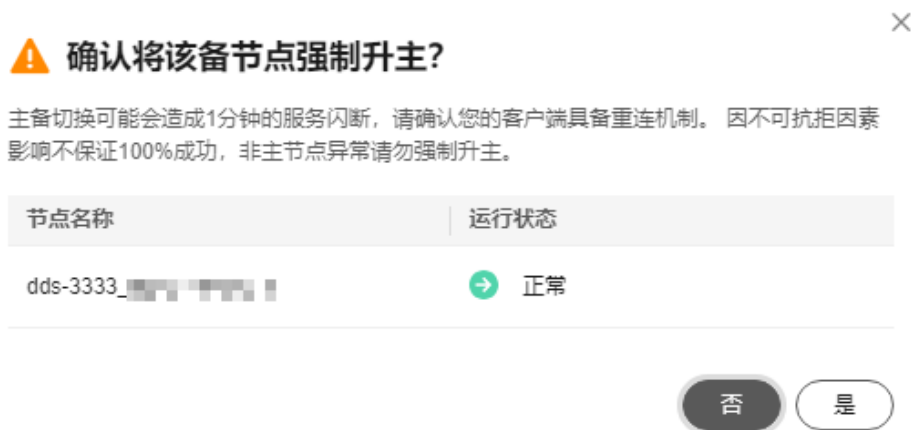 确认将该备节点强制升主？
主备切换可能会造成1分钟的服务闪断，请确认您的客户端具备重连机制。 因不可抗拒因素
影响不保证100%成功，非主节点异常请勿强制升主。
节点名称 运行状态
dds-3333_ 正常
否 是